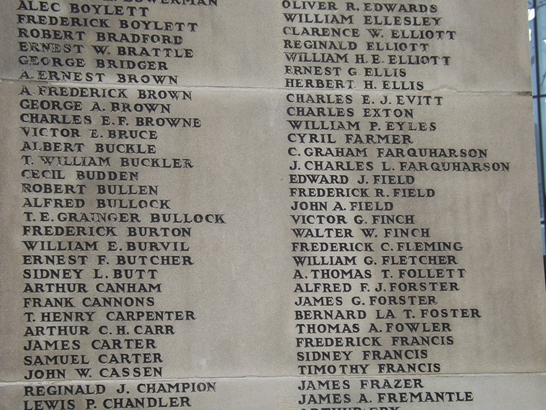 BOWERMAN
ALEC BOYLETT
FREDERICK BOYLETT
ROBERT BRADFORD
ERNEST W. BRATTLE
GEORGE BRIDGER
A. ERNEST BROWN
A FREDERICK BROWN
GEORGE A. BROWN
CHARLES E.F. BROWNE
VICTOR E. BRUCE
ALBERT BUCKLE
T. WILLIAM BUCKLER
CECIL BUDDEN
ROBERT BULLEN
ALFRED BULLOCK
T. E. GRAINGER BULLOCK
FREDERICK BURTON
WILLIAM E. BURVIL
ERNEST F. BUTCHER
SIDNEY L. BUTT
ARTHUR CANHAM
FRANK CANNONS
T. HENRY CARPENTER
ARTHUR C. H. CARR
JAMES CARTER
SAMUEL CARTER
JOHN W. CASSEN
REGINALD J. CHAMPION
LEWIS P. CHANDLER
OLIVER R. EDWARDS
WILLIAM ELLESLEY
CLARENCE W. ELLIOTT
REGINALD ELLIOTT
WILLIAM H. E. ELLIOTT
ERNEST G ELLIS
HERBERT H. ELLIS
CHARLES E. J. EVITT
CHARLES EXTON
WILLIAM P. EYLES
CYRIL FARMER
C. GRAHAM FARQUHARSON
J. CHARLES L. FARQUHARSON
EDWARD J. FIELD
FREDERICK R. FIELD
JOHN A. FIELD
VICTOR G. FINCH
WALTER W. FINCH
FREDERICK C. FLEMING
WILLIAM G. FLETCHER
A. THOMAS T. FOLLETT
ALFRED F. J. FORSTER
JAMES G. FORSTER
BERNARD LA T. FOSTER
THOMAS A. FOWLER
FREDERICK FRANCIS
SIDNEY FRANCIS
TIMOTHY FRANCIS
JAMES FRAZER
JAMES A. FREMANTLE